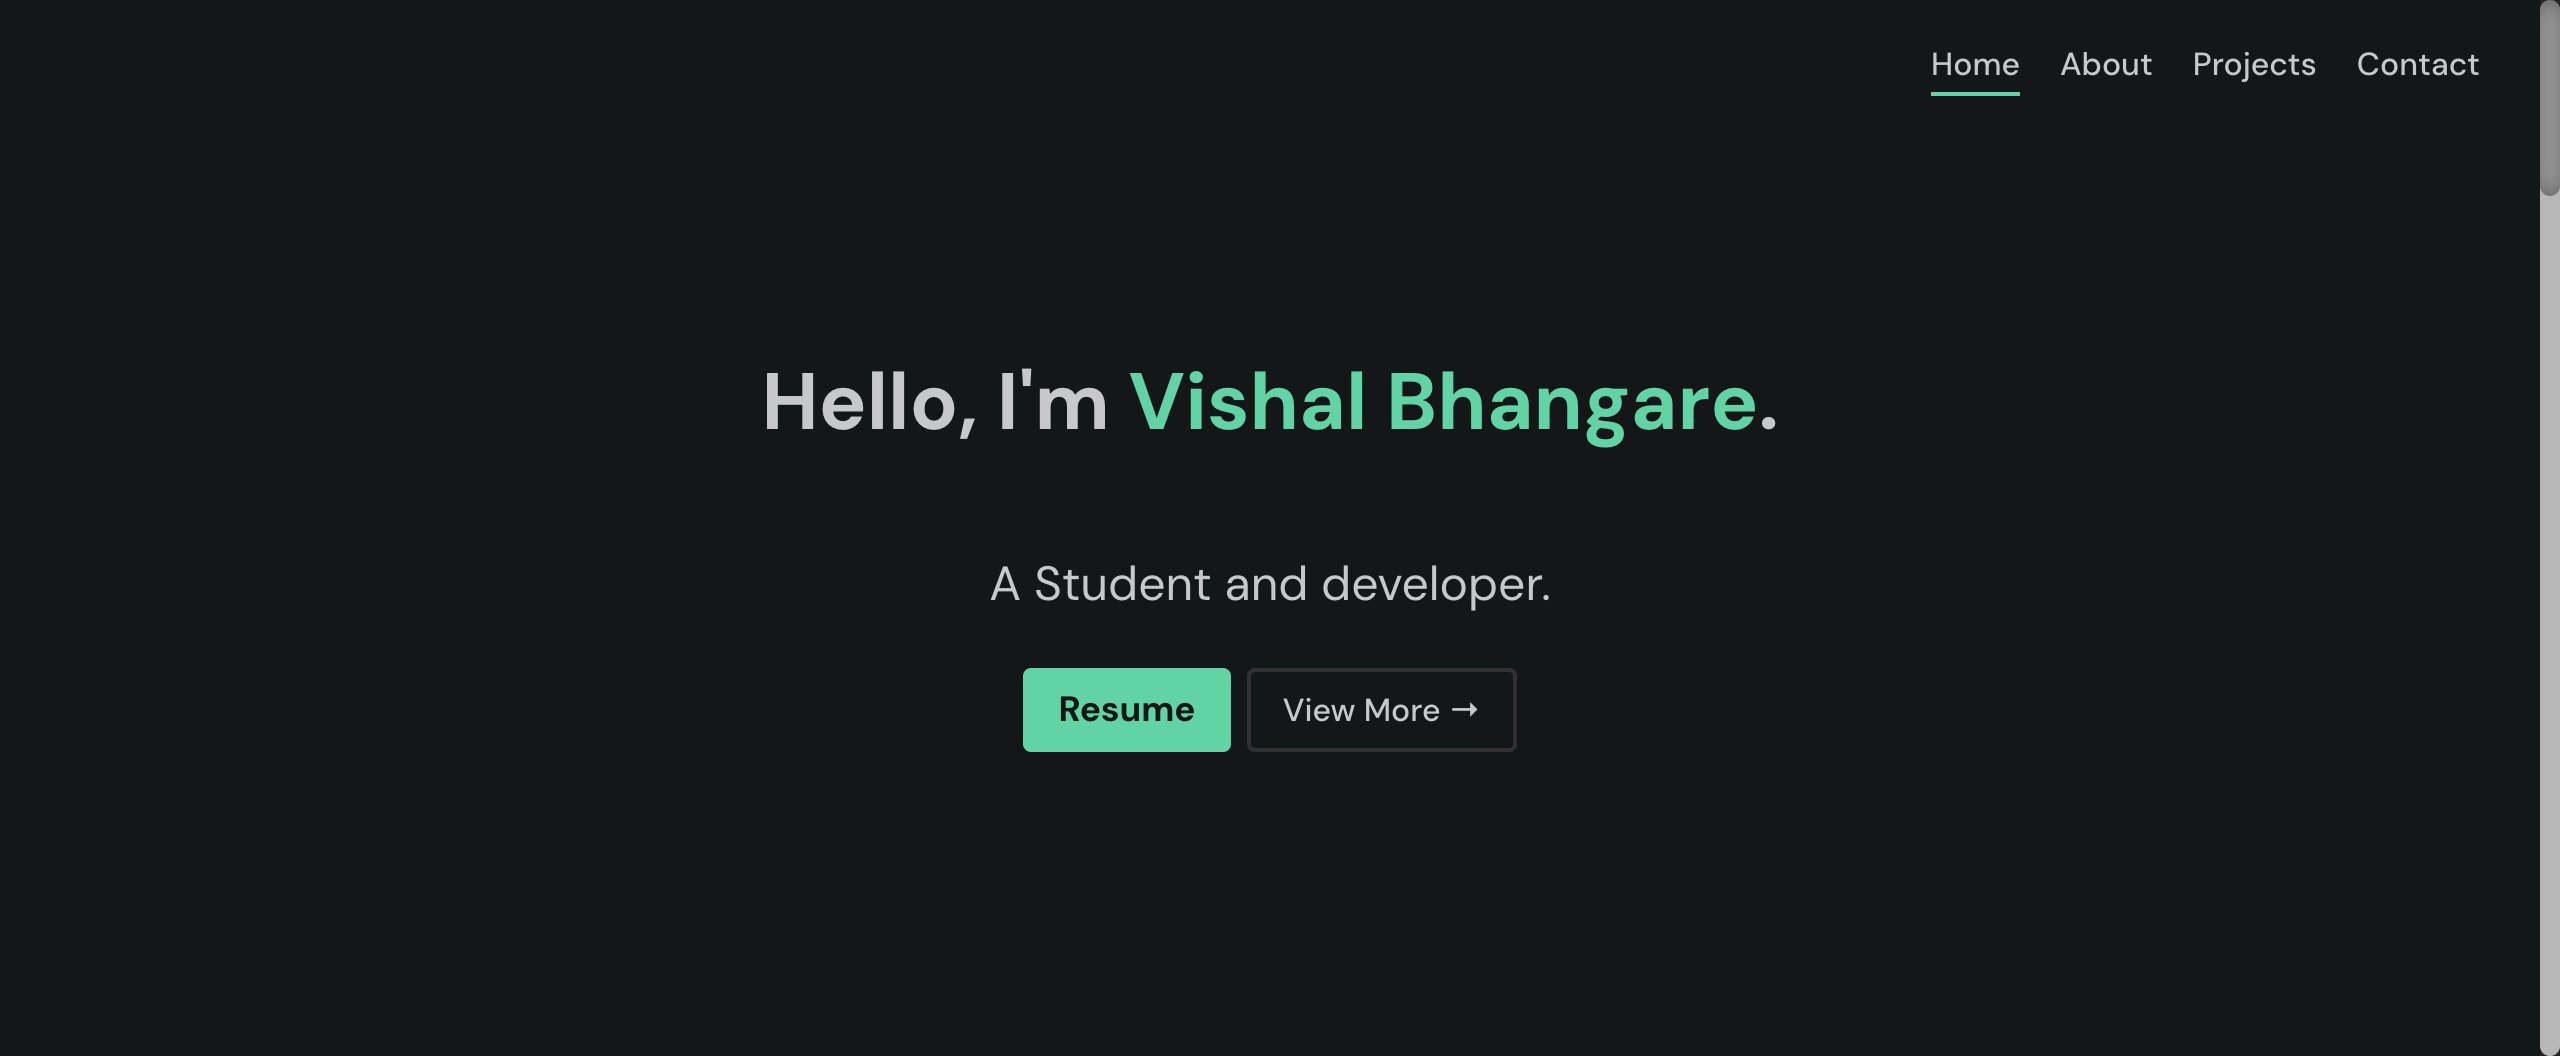 Home About Projects Contact
Hello, I'm Vishal Bhangare.
A Student and developer.
Resume View More →